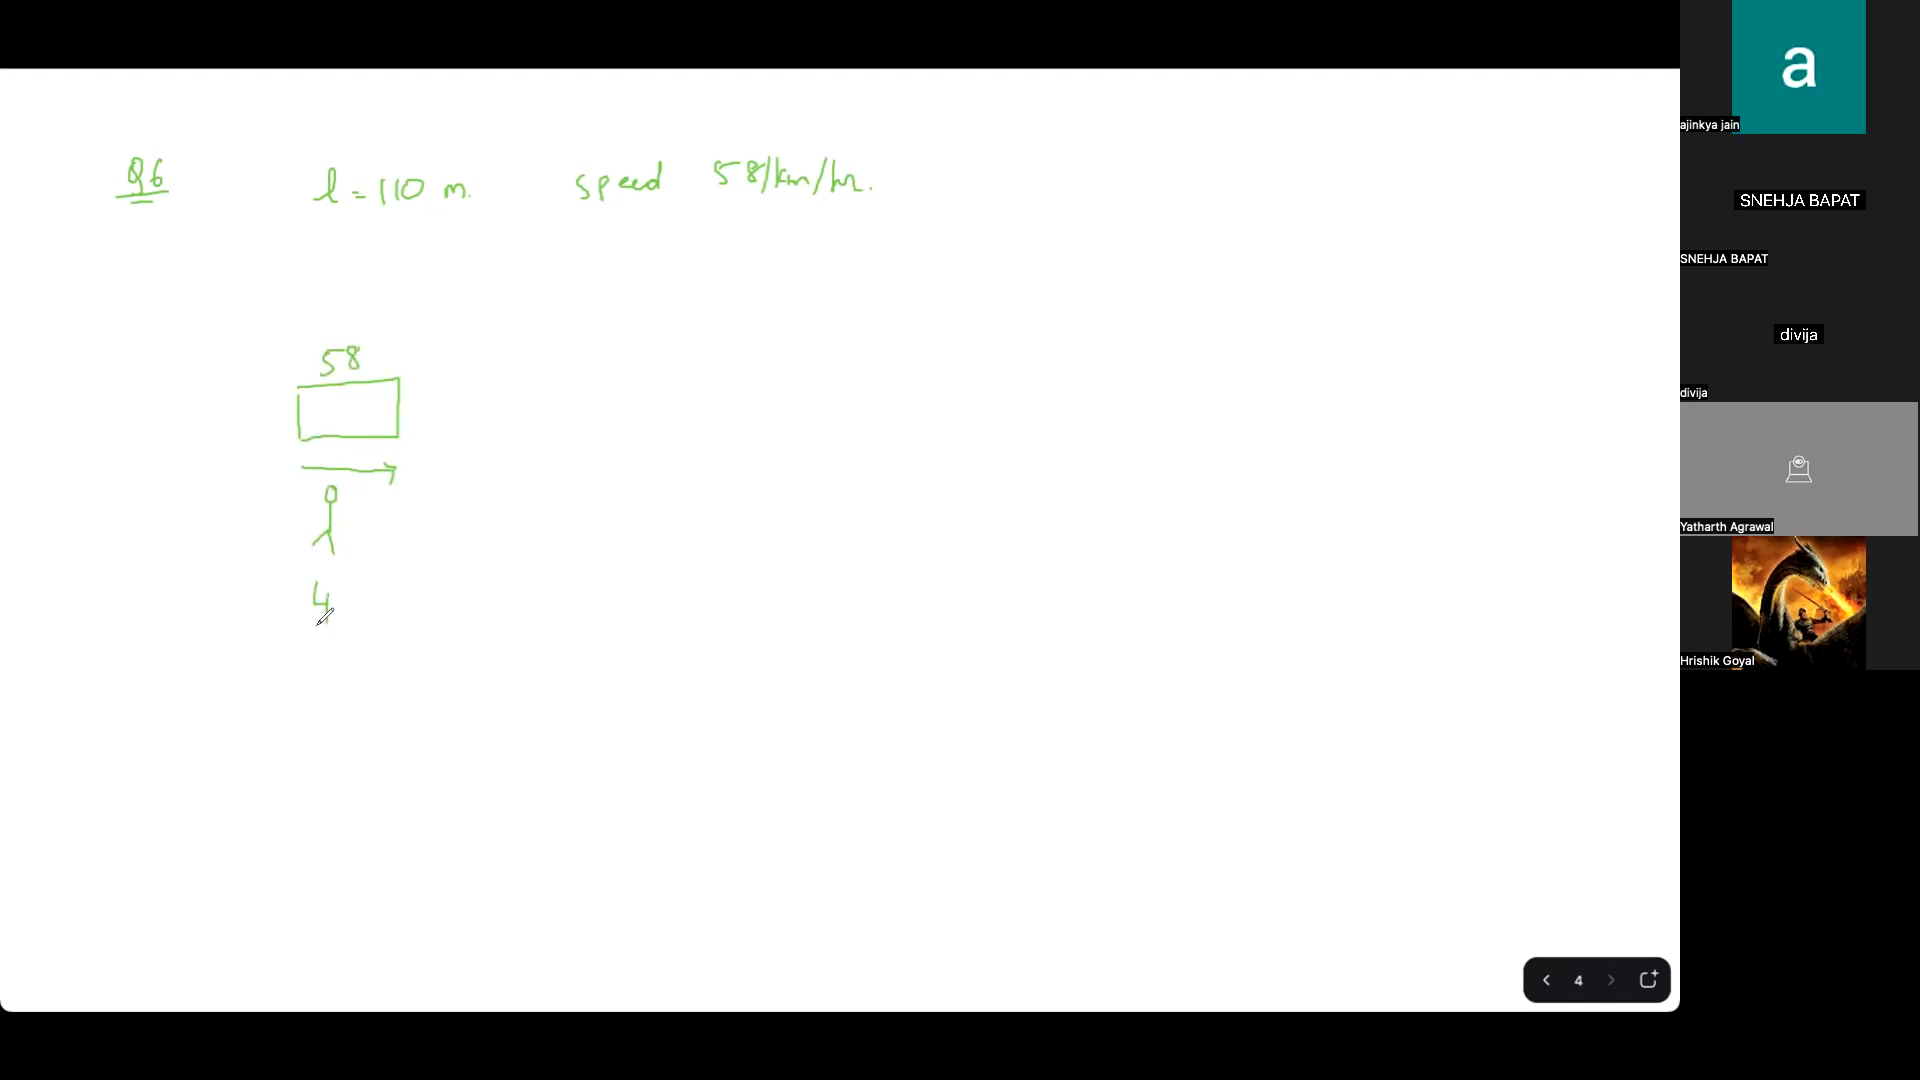 Q6 l = 110 m. speed 58/km/hr.
58
4
4
a
ajinkya jain
SNEHJA BAPAT
SNEHJA BAPAT
divija
divija
Yatharth Agrawal
Hrishik Goyal